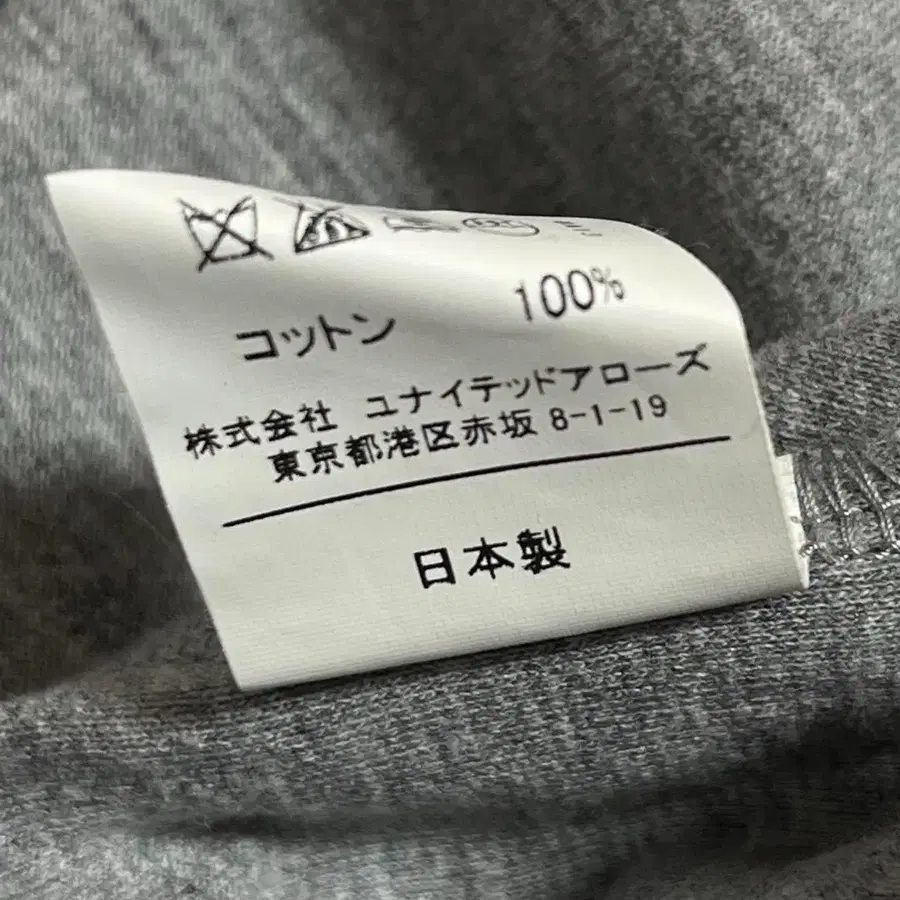 コットン 100%
株式会社 ユナイテッドアローズ
東京都港区赤坂 8-1-19
日本製